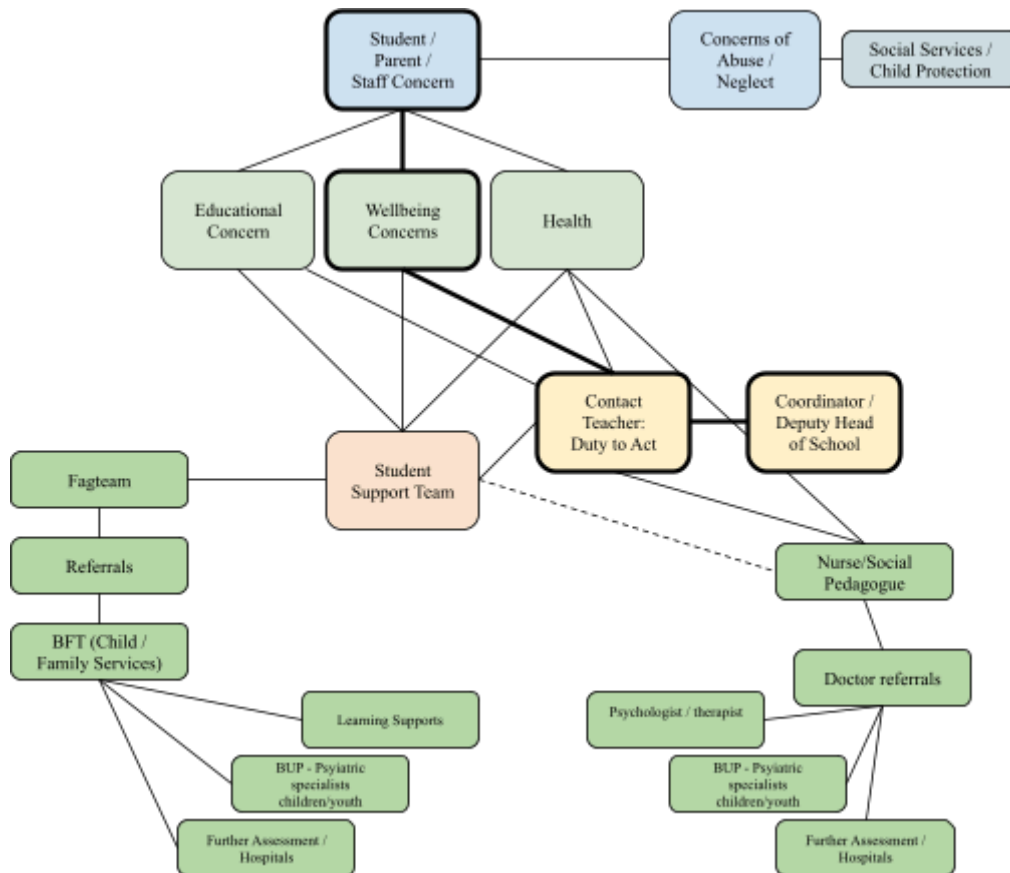 Student /
Parent /
Staff Concern
Concerns of
Abuse /
Neglect
Social Services /
Child Protection
Educational
Concern
Wellbeing
Concerns
Health
Contact
Teacher:
Duty to Act
Coordinator /
Deputy Head
of School
Student
Support Team
Fagteam
Referrals
BFT (Child /
Family Services)
Nurse/Social
Pedagogue
Doctor referrals
Learning Supports
BUP - Psyiatric
specialists
children/youth
Further Assessment /
Hospitals
Psychologist / therapist
BUP - Psyiatric
specialists
children/youth
Further Assessment /
Hospitals